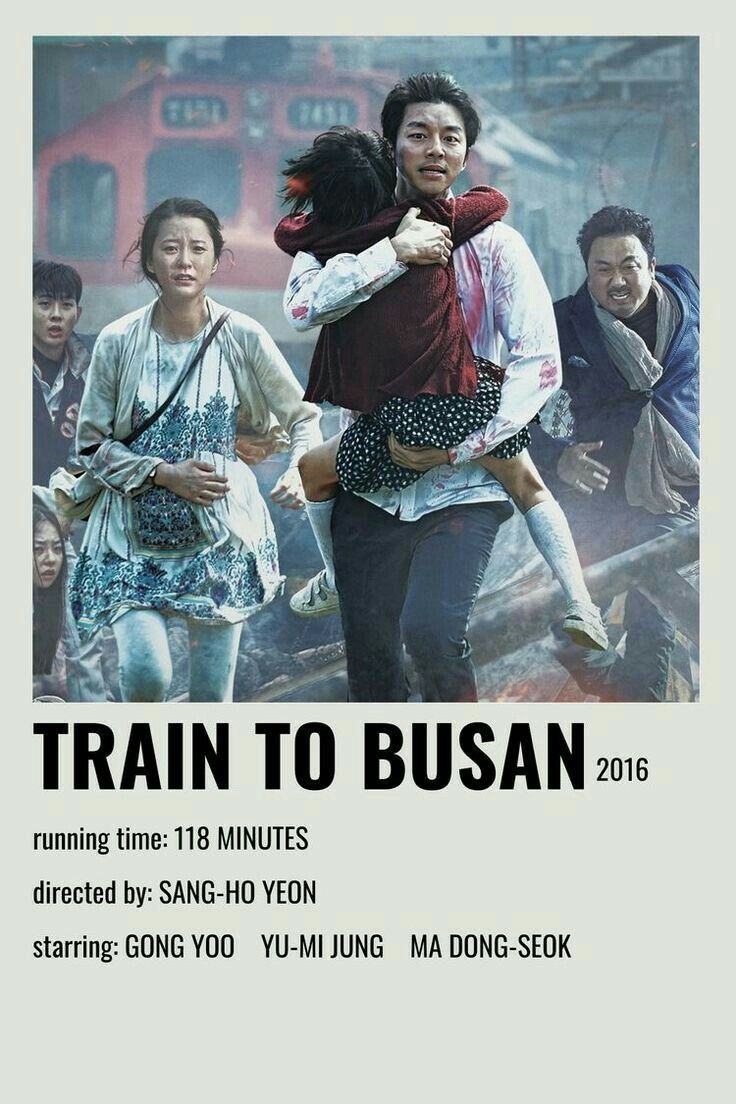 TRAIN TO BUSAN 2016
running time: 118 MINUTES
directed by: SANG-HO YEON
starring: GONG YOO YU-MI JUNG MA DONG-SEOK